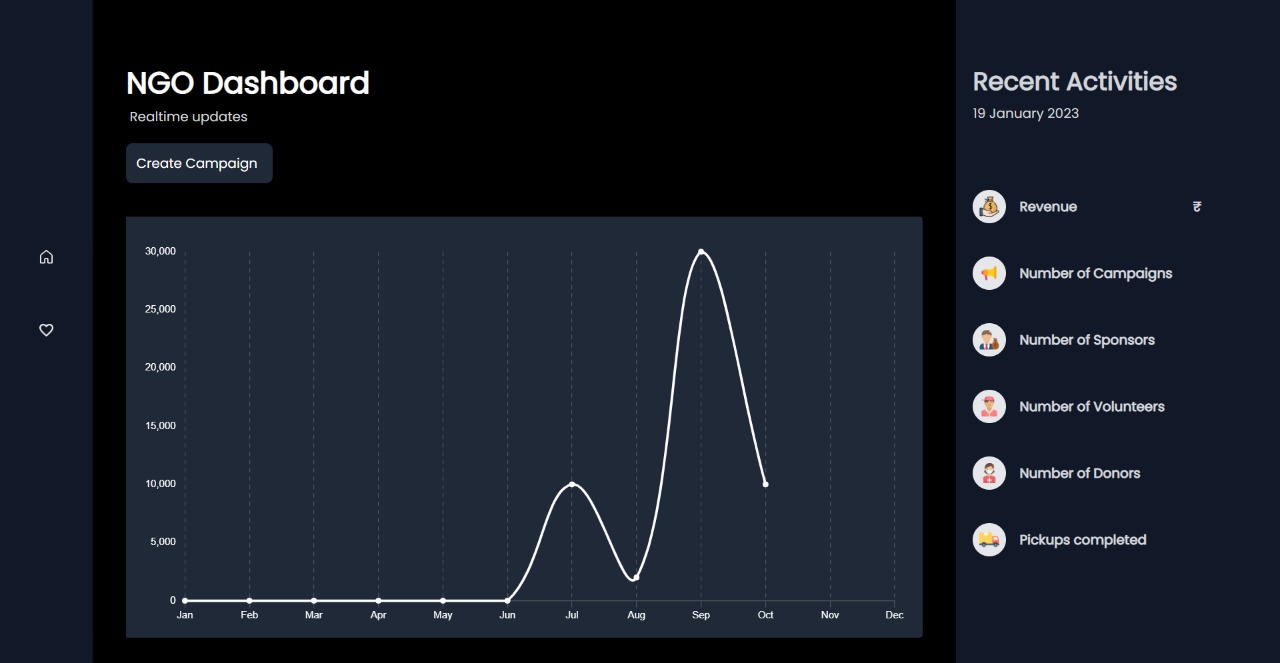 NGO Dashboard
Realtime updates
Create Campaign
30,000
25,000
20,000
15,000
10,000
5,000
0
Jan Feb Mar Apr May Jun Jul Aug Sep Oct Nov Dec
Recent Activities
19 January 2023
Revenue ₹
Number of Campaigns
Number of Sponsors
Number of Volunteers
Number of Donors
Pickups completed